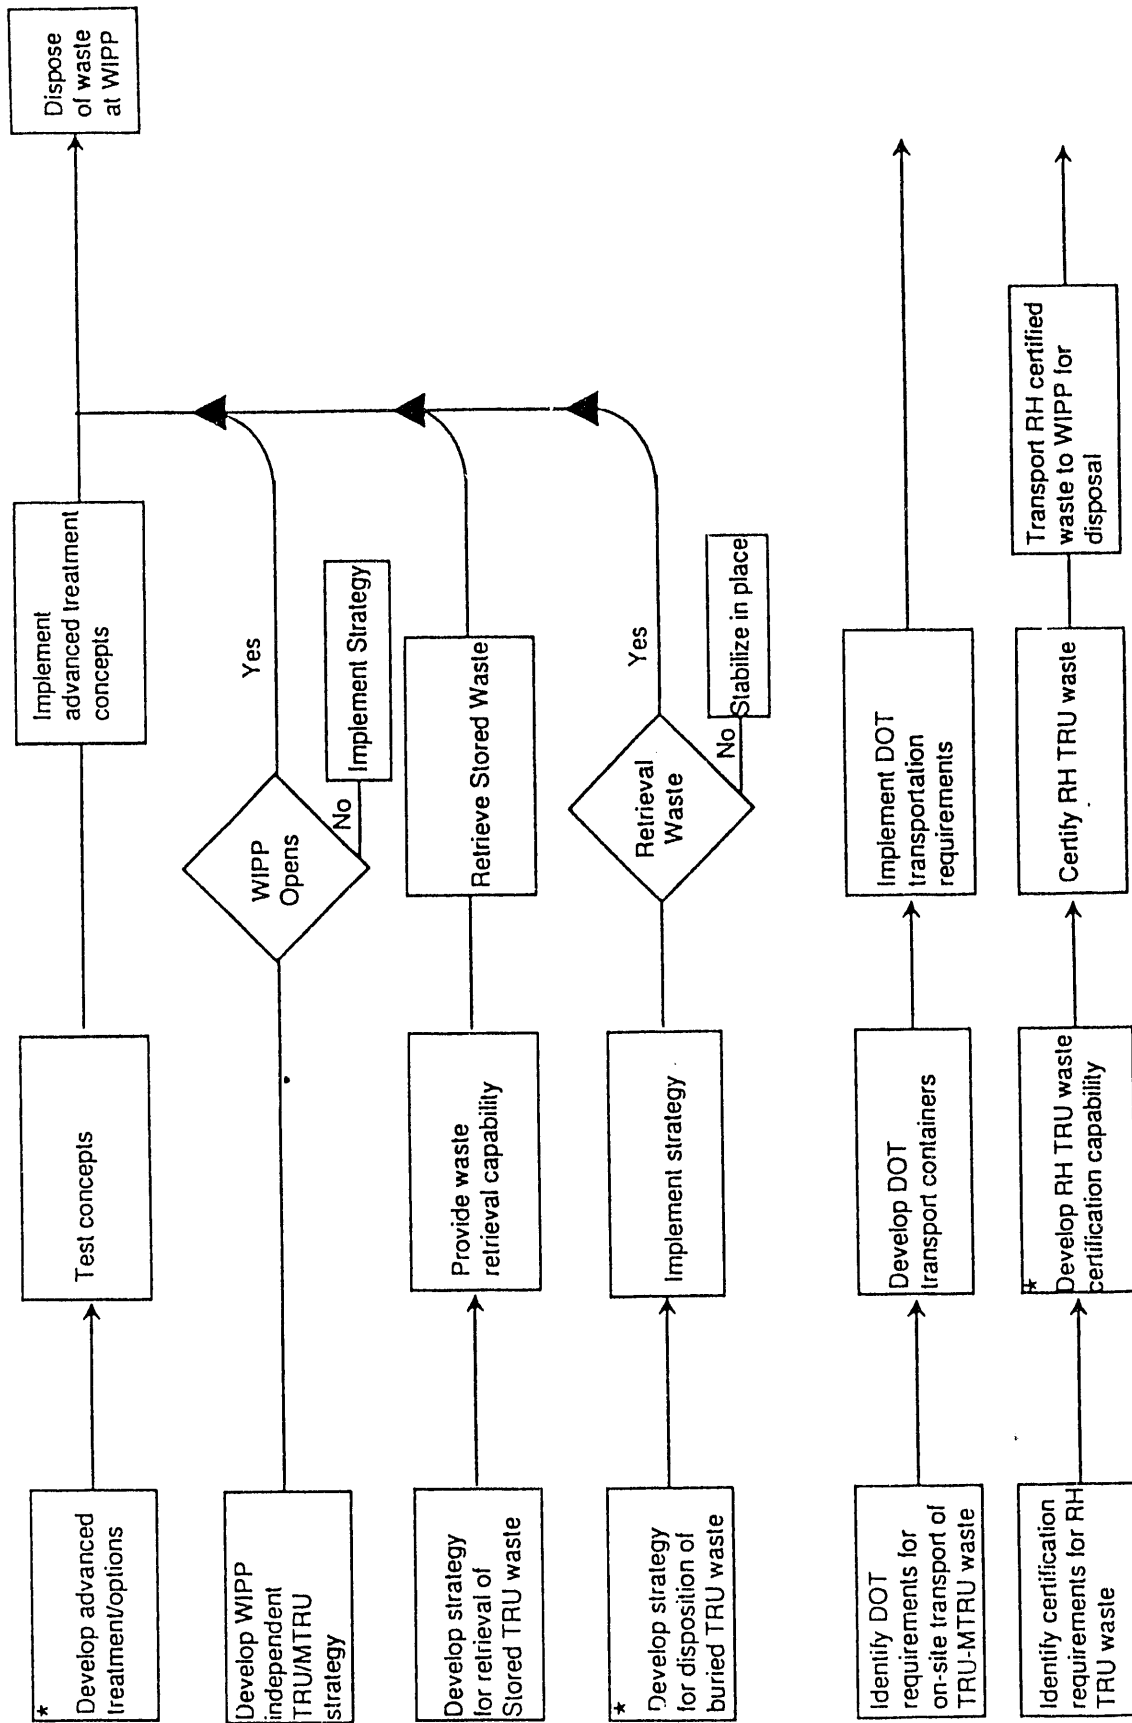 *
Develop advanced
treatment/options
Test concepts
Implement
advanced treatment
concepts
Dispose
of waste
at WIPP
Develop WIPP
independent
TRU/MTRU
strategy
WIPP
Opens
Yes
No
Implement Strategy
Develop strategy
for retrieval of
Stored TRU waste
Provide waste
retrieval capability
Retrieve Stored Waste
*
Develop strategy
for disposition of
buried TRU waste
Implement strategy
Retrieval
Waste
Yes
No
Stabilize in place
Identify DOT
requirements for
on-site transport of
TRU-MTRU waste
Develop DOT
transport containers
Implement DOT
transportation
requirements
Identify certification
requirements for RH
TRU waste
*
Develop RH TRU waste
certification capability
Certify RH TRU waste
Transport RH certified
waste to WIPP for
disposal